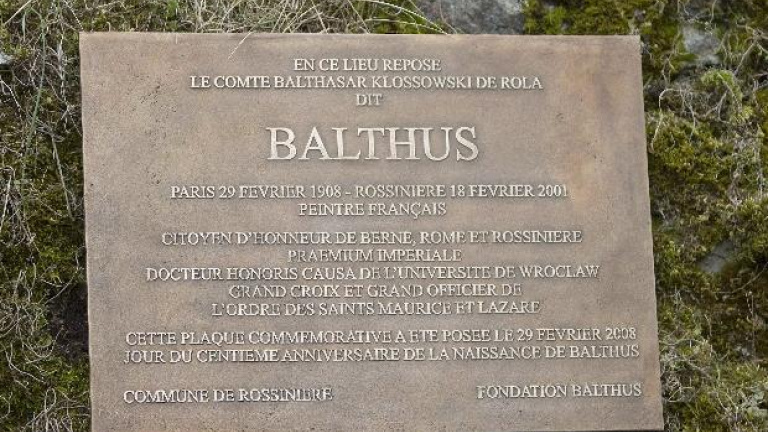 EN CE LIEU REPOSE
LE COMTE BALTHASAR KLOSSOWSKI DE ROLA
DIT
BALTHUS
PARIS 29 FEVRIER 1908 - ROSSINIERE 18 FEVRIER 2001
PEINTRE FRANÇAIS
CITOYEN D'HONNEUR DE BERNE, ROME ET ROSSINIERE
PRAEMIUM IMPERIALE
DOCTEUR HONORIS CAUSA DE L'UNIVERSITE DE WROCLAW
GRAND CROIX ET GRAND OFFICIER DE
L'ORDRE DES SAINTS MAURICE ET LAZARE
CETTE PLAQUE COMMEMORATIVE A ETE POSEE LE 29 FEVRIER 2008
JOUR DU CENTIEME ANNIVERSAIRE DE LA NAISSANCE DE BALTHUS
COMMUNE DE ROSSINIERE
FONDATION BALTHUS